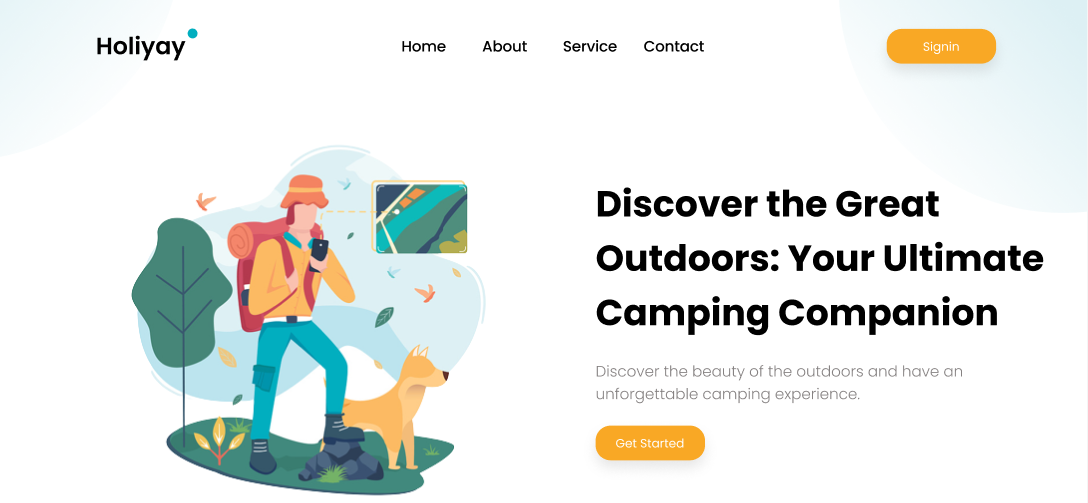 Holiyay
Home About Service Contact
Signin
Discover the Great
Outdoors: Your Ultimate
Camping Companion
Discover the beauty of the outdoors and have an
unforgettable camping experience.
Get Started